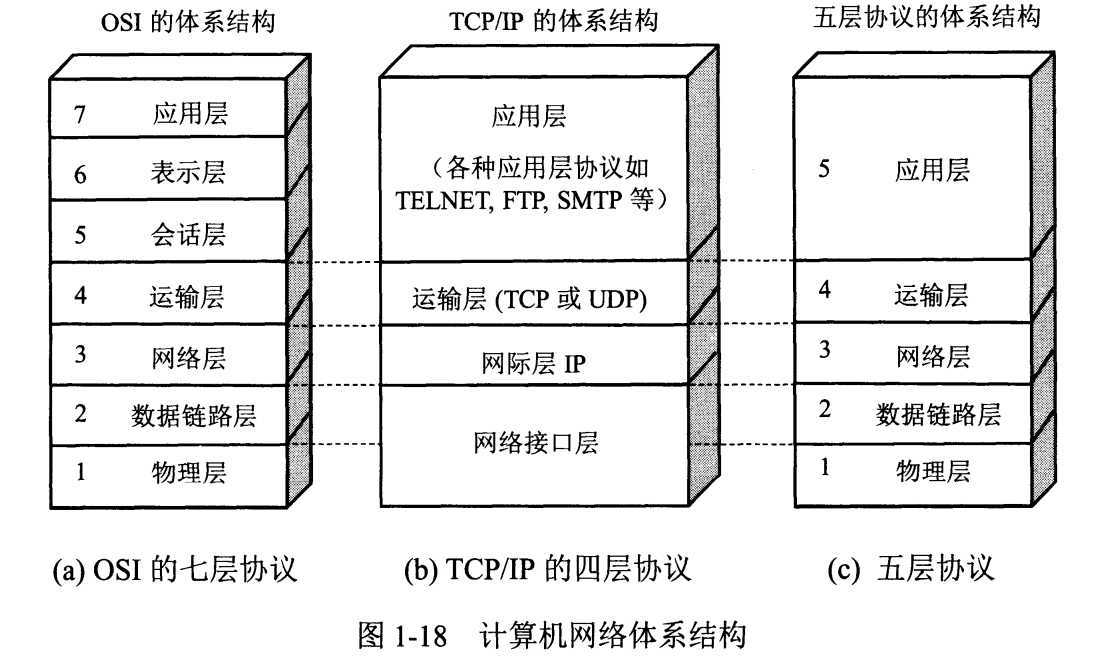 OSI 的体系结构
7 应用层
6 表示层
5 会话层
4 运输层
3 网络层
2 数据链路层
1 物理层
(a) OSI 的七层协议
TCP/IP 的体系结构
应用层
（各种应用层协议如
TELNET, FTP, SMTP 等）
运输层 (TCP 或 UDP)
网际层 IP
网络接口层
(b) TCP/IP 的四层协议
五层协议的体系结构
5 应用层
4 运输层
3 网络层
2 数据链路层
1 物理层
(c) 五层协议
图 1-18 计算机网络体系结构